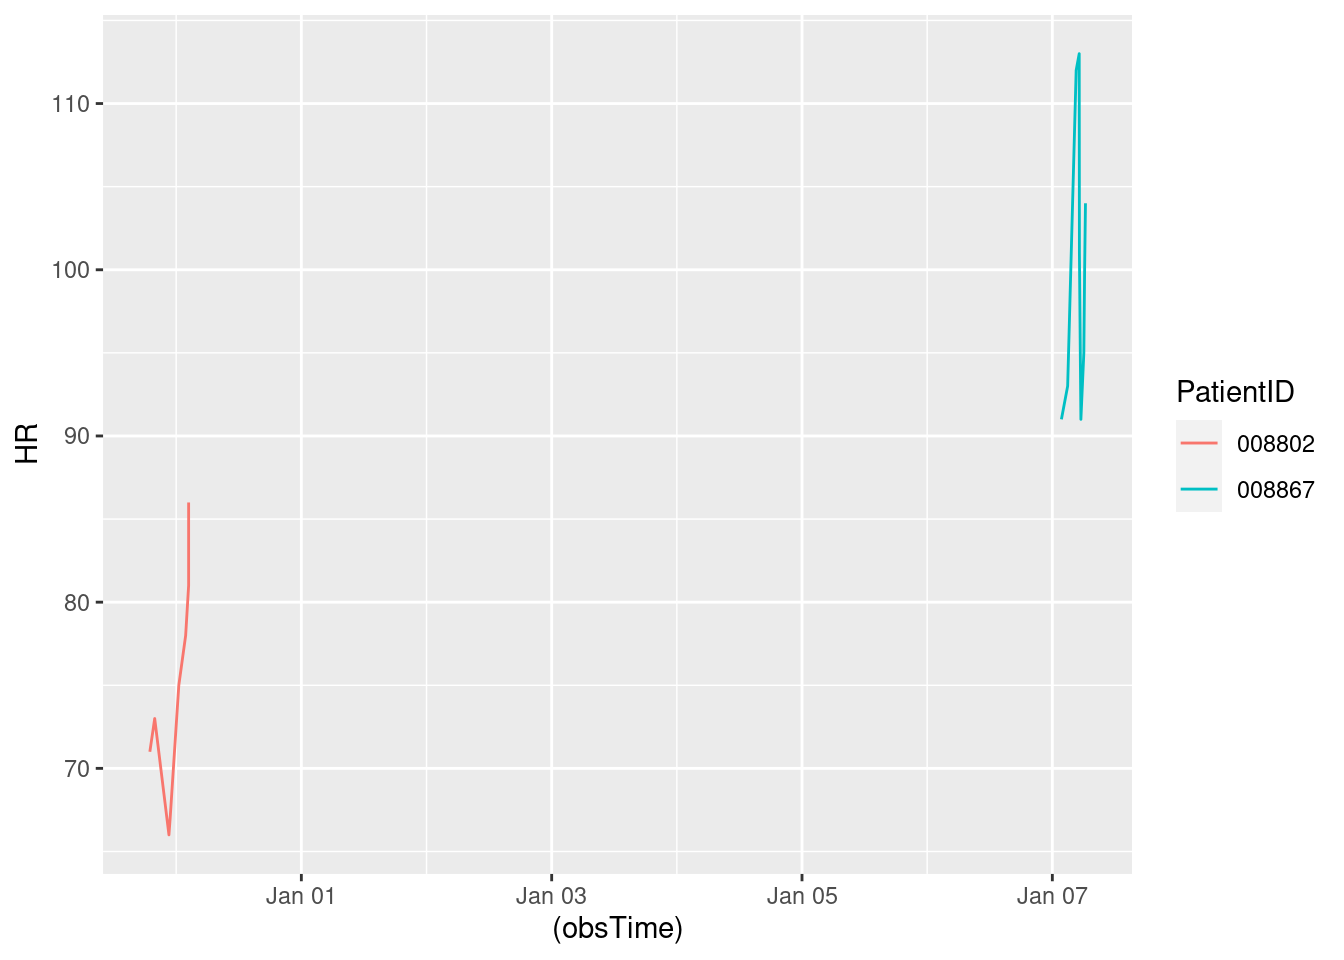 110
100
90
80
70
HR
Jan 01
Jan 03
Jan 05
Jan 07
(obsTime)
PatientID
008802
008867